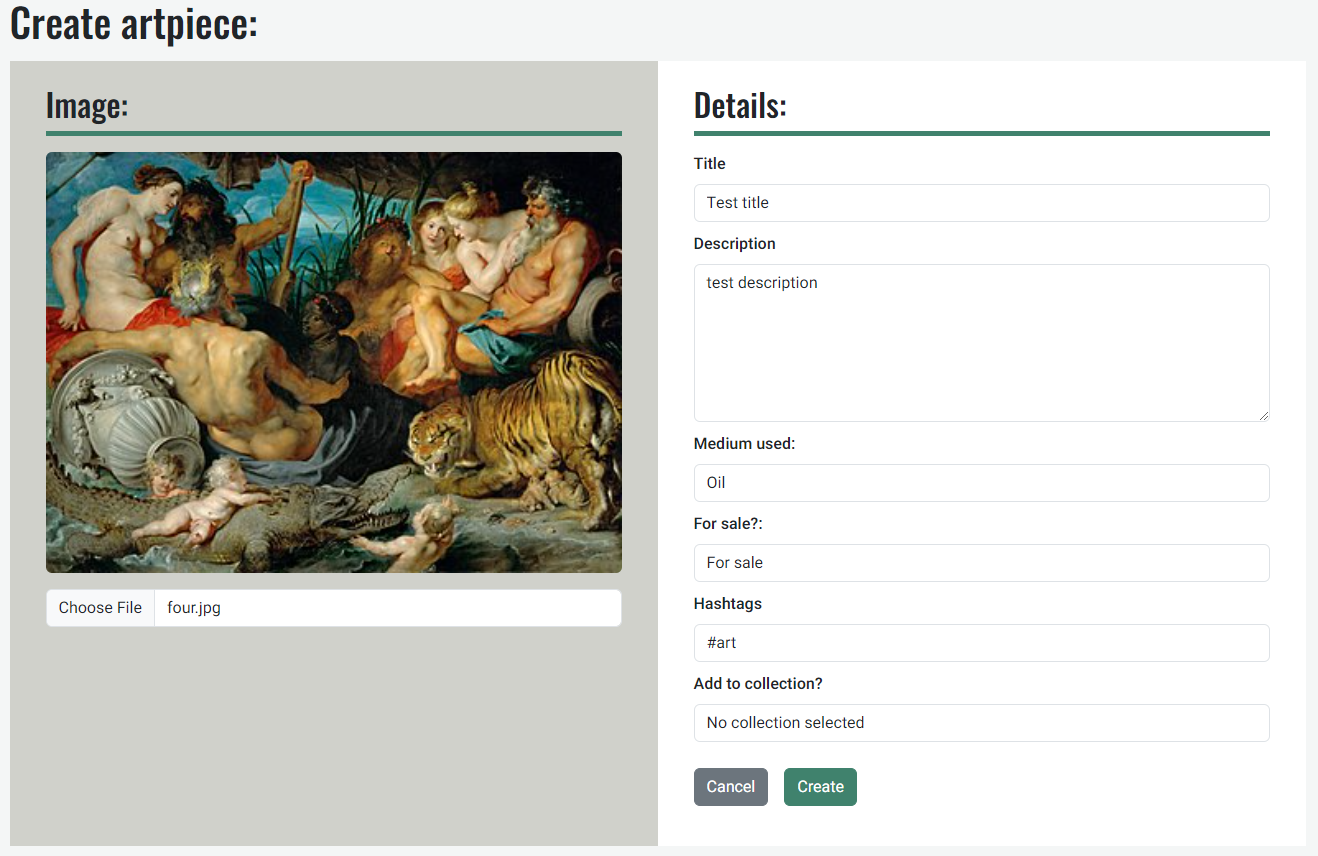 Create artpiece:
Image:
Choose File four.jpg
Details:
Title
Test title
Description
test description
Medium used:
Oil
For sale?:
For sale
Hashtags
#art
Add to collection?
No collection selected
Cancel Create